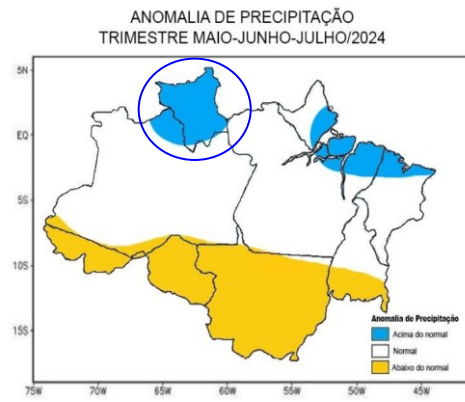 ANOMALIA DE PRECIPITAÇÃO
TRIMESTRE MAIO-JUNHO-JULHO/2024
5N
EQ
5S
10S
15S
75W 70W 65W 60W 55W 50W 45W
Anomalia de Precipitação
Acima do normal
Normal
Abaixo do normal